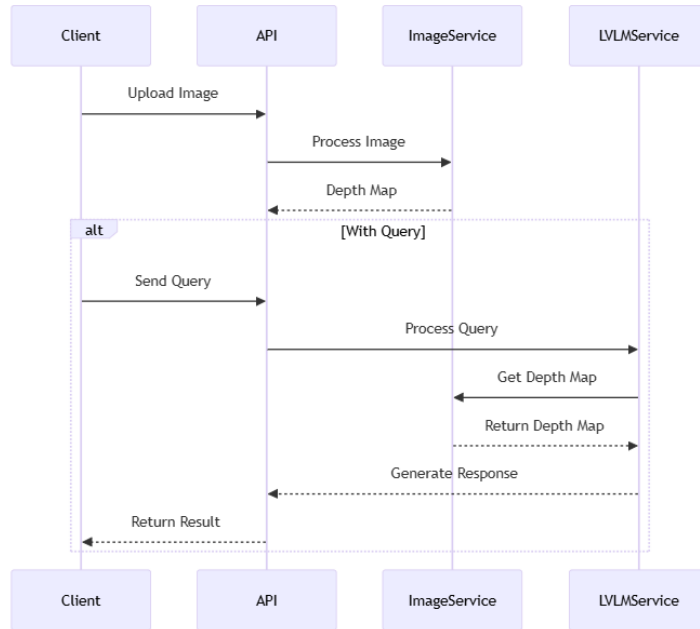 Client API ImageService LVLMService
Upload Image
Process Image
Depth Map
alt [With Query]
Send Query
Process Query
Get Depth Map
Return Depth Map
Generate Response
Return Result
Client API ImageService LVLMService